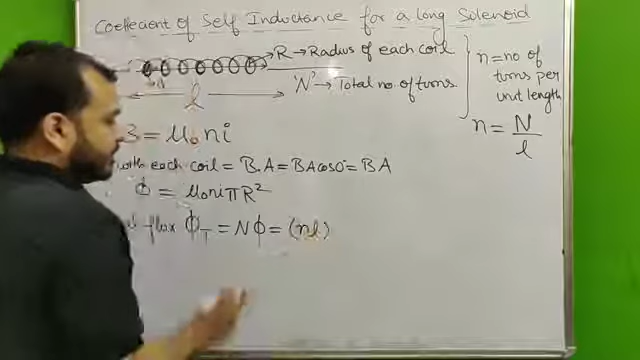 Coefficient of Self Inductance for a long Solenoid
R → Radius of each coil
'N' → Total no. of turns
l
n = no of turns per unit length
n = N/l
B = μ₀ni
with each coil = B.A = BACos0° = BA
ϕ = μ₀niπR²
flux ϕ_T = Nϕ = (nl)